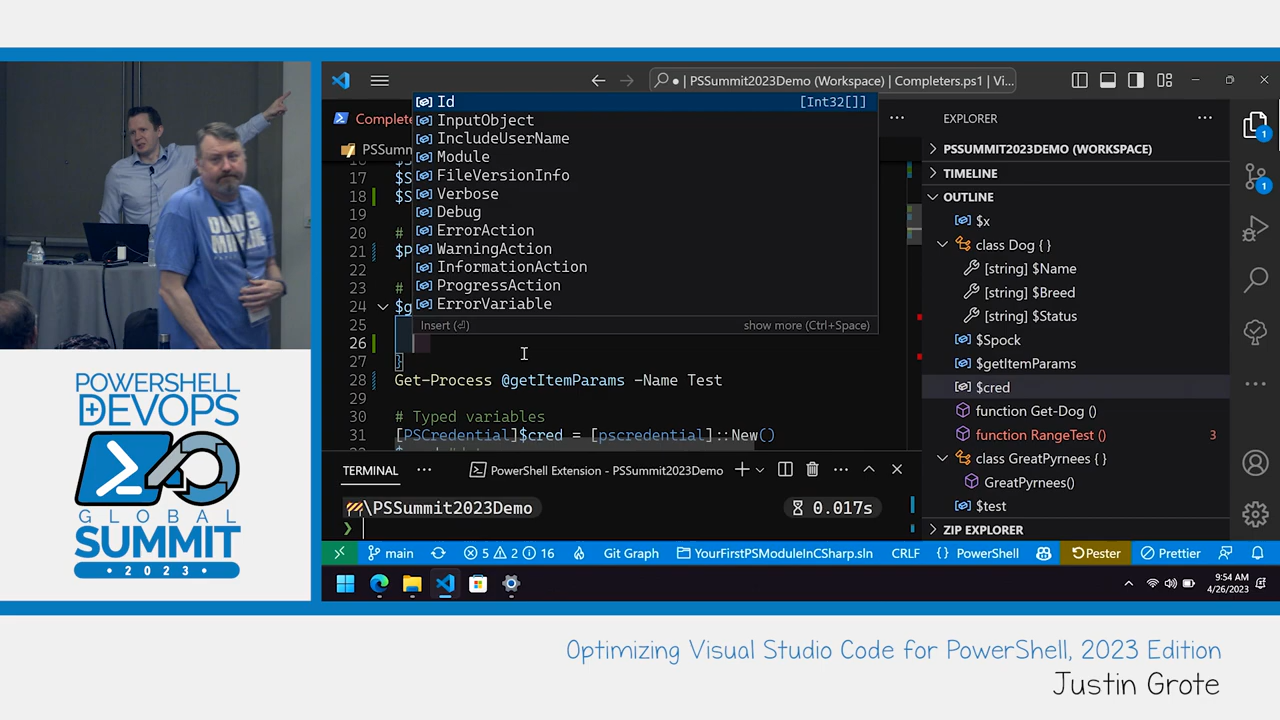 PSSummit2023Demo (Workspace) | Completers.ps1 | Vi...
Complete
PSSumm
Id [Int32[]]
InputObject
IncludeUserName
Module
FileVersionInfo
Verbose
Debug
ErrorAction
WarningAction
InformationAction
ProgressAction
ErrorVariable
Insert (⏎) show more (Ctrl+Space)
17 $S
18 $S
19
20 #
21 $P
22
23 #
24 $g
25
26
27 }
28 Get-Process @getItemParams -Name Test
29
30 # Typed variables
31 [PSCredential]$cred = [pscredential]::New()
TERMINAL ··· PowerShell Extension - PSSummit2023Demo
\PSSummit2023Demo 0.017s
❯
EXPLORER ···
PSSUMMIT2023DEMO (WORKSPACE)
TIMELINE
OUTLINE
$x
class Dog { }
[string] $Name
[string] $Breed
[string] $Status
$Spock
$getItemParams
$cred
function Get-Dog ()
function RangeTest () 3
class GreatPyrnees { }
GreatPyrnees()
$test
ZIP EXPLORER
1
1
main 5 2 16 Git Graph YourFirstPSModuleInCSharp.sln CRLF { } PowerShell Pester Prettier
9:54 AM
4/26/2023
POWERSHELL
+DEVOPS
GLOBAL
SUMMIT
2023
Optimizing Visual Studio Code for PowerShell, 2023 Edition
Justin Grote